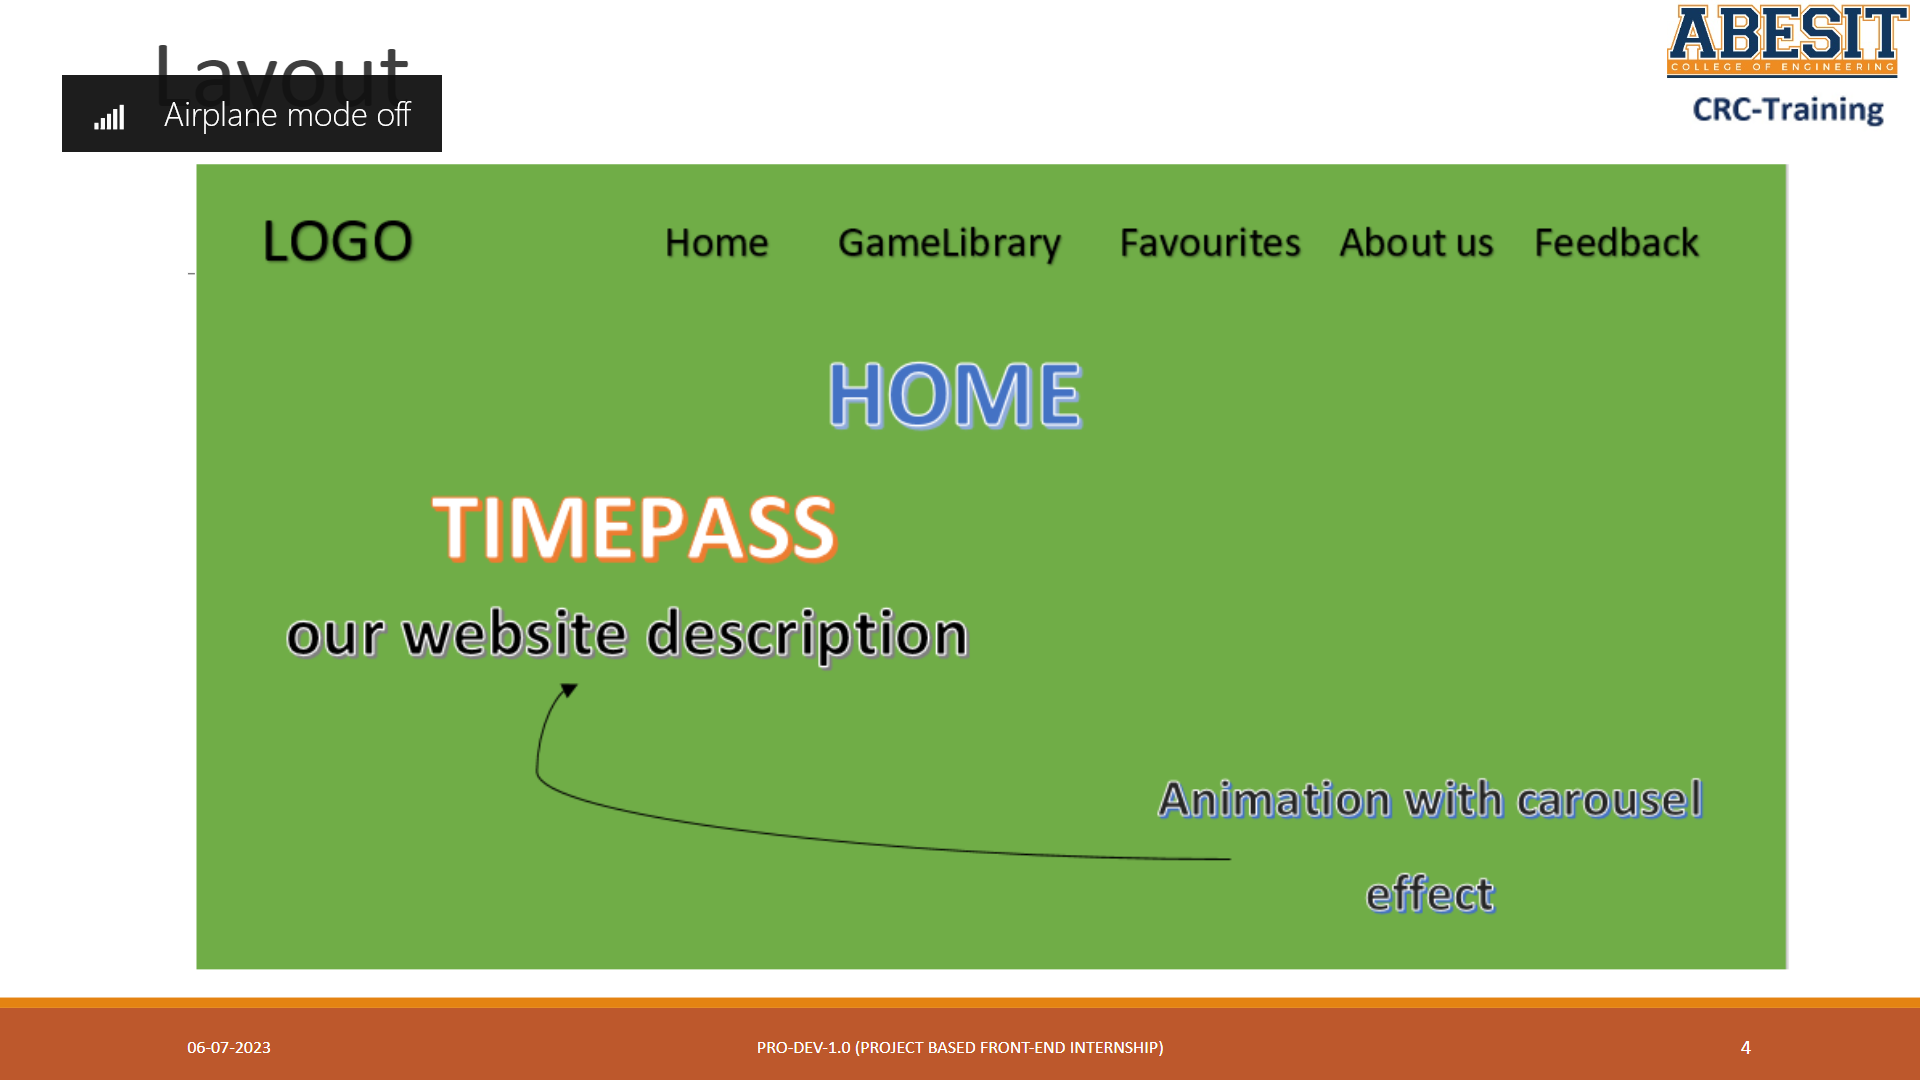 Layout
Airplane mode off
ABESIT
COLLEGE OF ENGINEERING
CRC-Training
LOGO Home GameLibrary Favourites About us Feedback
HOME
TIMEPASS
our website description
Animation with carousel
effect
06-07-2023 PRO-DEV-1.0 (PROJECT BASED FRONT-END INTERNSHIP) 4